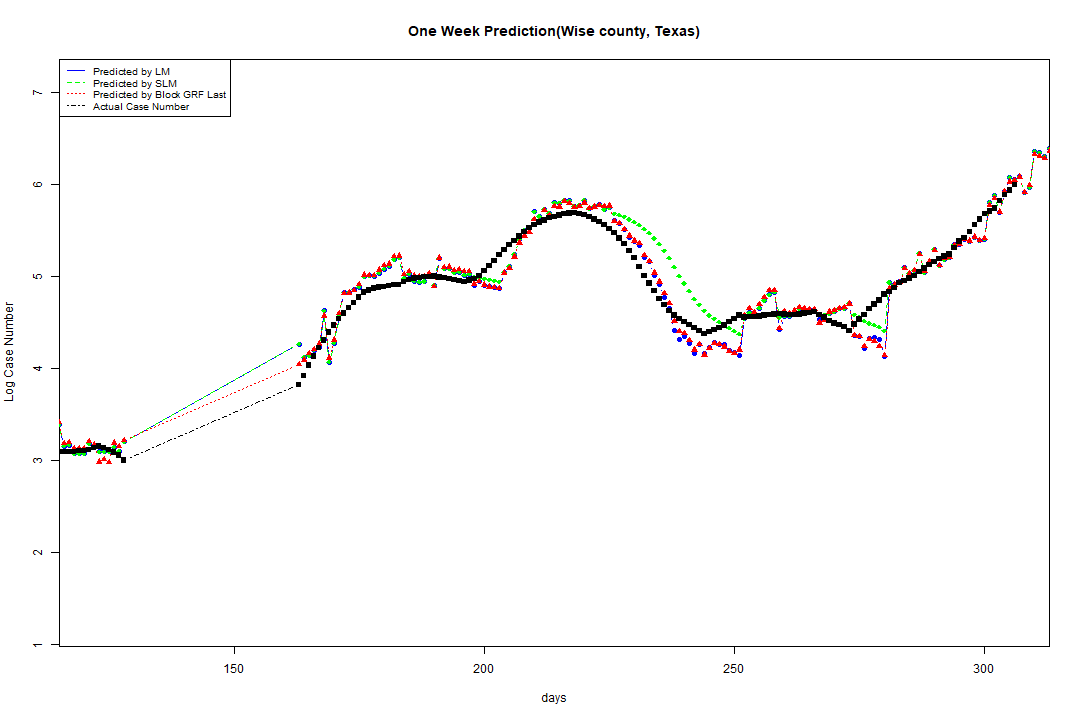 One Week Prediction(Wise county, Texas)
Predicted by LM
Predicted by SLM
Predicted by Block GRF Last
Actual Case Number
7
6
5
4
3
2
1
Log Case Number
150 200 250 300
days